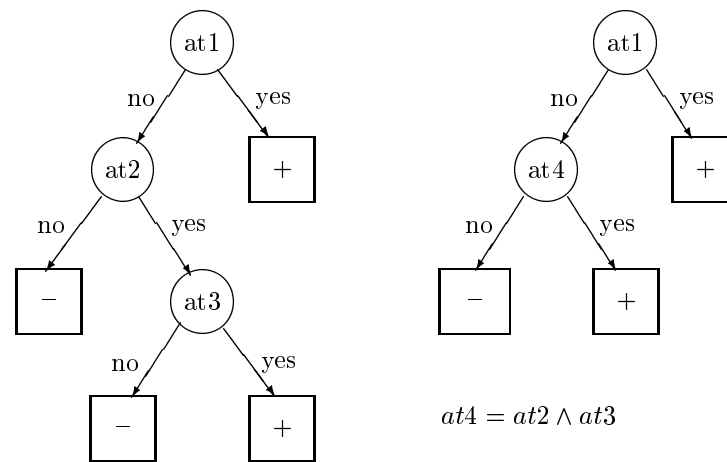 at1 at1
no yes no yes
at2 + at4 +
no yes no yes
− at3 − +
no yes
− + at4 = at2 ∧ at3